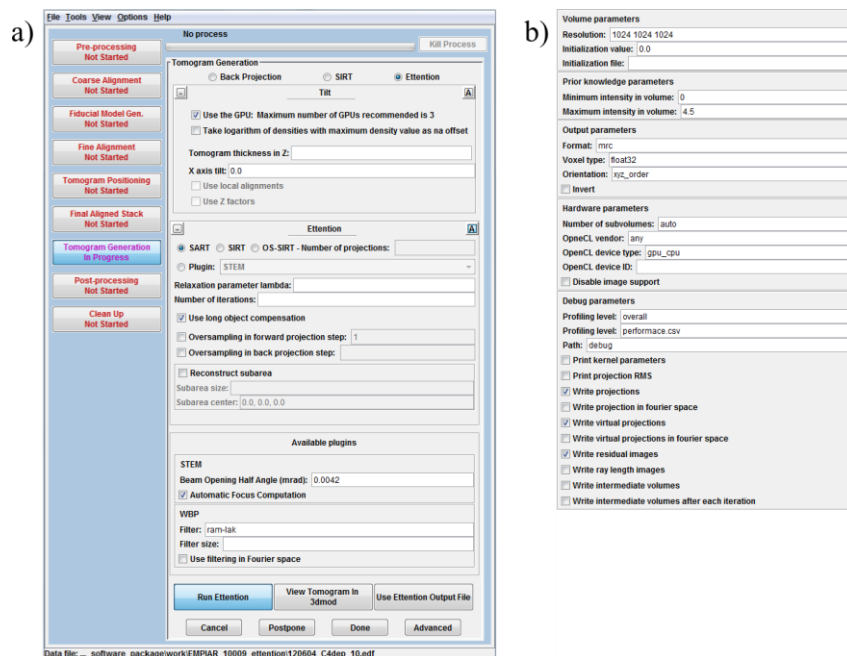 a)
File Tools View Options Help
No process
Kill Process
Pre-processing
Not Started
Coarse Alignment
Not Started
Fiducial Model Gen.
Not Started
Fine Alignment
Not Started
Tomogram Positioning
Not Started
Final Aligned Stack
Not Started
Tomogram Generation
In Progress
Post-processing
Not Started
Clean Up
Not Started
Tomogram Generation
Back Projection SIRT Ettention
- Tilt A
Use the GPU: Maximum number of GPUs recommended is 3
Take logarithm of densities with maximum density value as na offset
Tomogram thickness in Z:
X axis tilt: 0.0
Use local alignments
Use Z factors
- Ettention A
SART SIRT OS-SIRT - Number of projections:
Plugin: STEM
Relaxation parameter lambda:
Number of iterations:
Use long object compensation
Oversampling in forward projection step: 1
Oversampling in back projection step:
Reconstruct subarea
Subarea size:
Subarea center: 0.0, 0.0, 0.0
Available plugins
STEM
Beam Opening Half Angle (mrad): 0.0042
Automatic Focus Computation
WBP
Filter: ram-lak
Filter size:
Use filtering in Fourier space
Run Ettention
View Tomogram In
3dmod
Use Ettention Output File
Cancel Postpone Done Advanced
Data file: ..._software_package\work\EMPIAR_10009_ettention\120604_C4dep_10.edf
b)
Volume parameters
Resolution: 1024 1024 1024
Initialization value: 0.0
Initialization file:
Prior knowledge parameters
Minimum intensity in volume: 0
Maximum intensity in volume: 4.5
Output parameters
Format: mrc
Voxel type: float32
Orientation: xyz_order
Invert
Hardware parameters
Number of subvolumes: auto
OpneCL vendor: any
OpenCL device type: gpu_cpu
OpenCL device ID:
Disable image support
Debug parameters
Profiling level: overall
Profiling level: performace.csv
Path: debug
Print kernel parameters
Print projection RMS
Write projections
Write projection in fourier space
Write virtual projections
Write virtual projections in fourier space
Write residual images
Write ray length images
Write intermediate volumes
Write intermediate volumes after each iteration